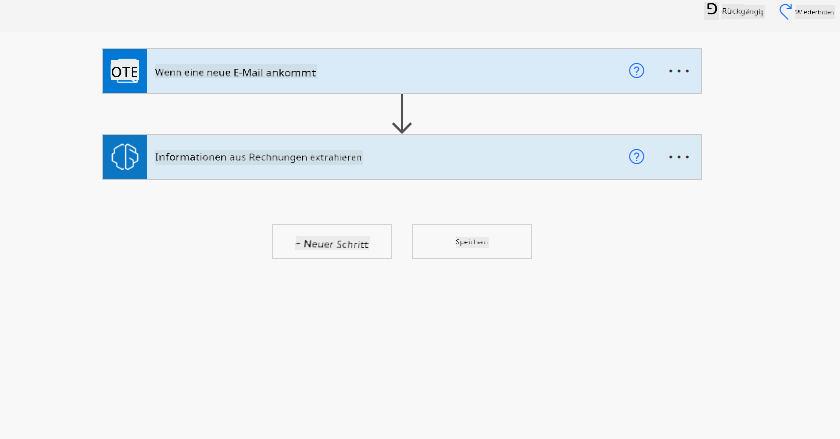 Rückgängig
Wiederholen
OTE
Wenn eine neue E-Mail ankommt
Informationen aus Rechnungen extrahieren
- Neuer Schritt
Speichern